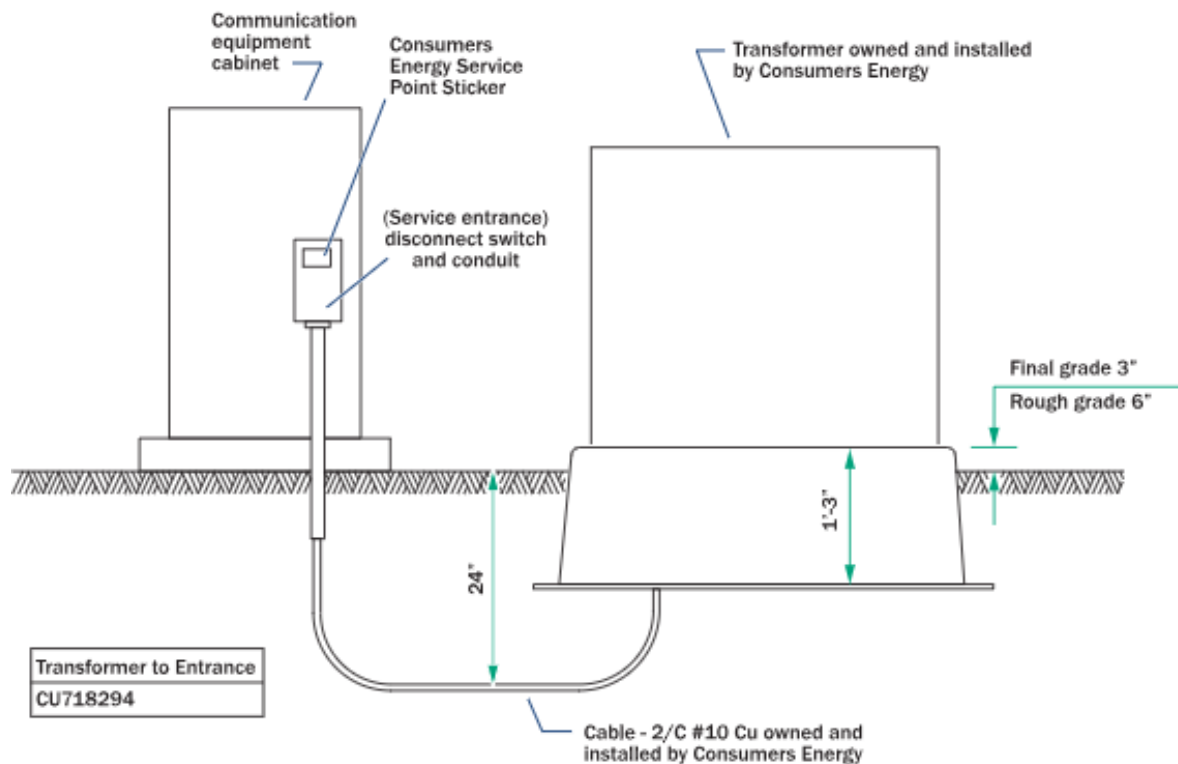 Communication
equipment
cabinet
Consumers
Energy Service
Point Sticker
Transformer owned and installed
by Consumers Energy
(Service entrance)
disconnect switch
and conduit
Final grade 3"
Rough grade 6"
1'-3"
24"
Transformer to Entrance
CU718294
Cable - 2/C #10 Cu owned and
installed by Consumers Energy